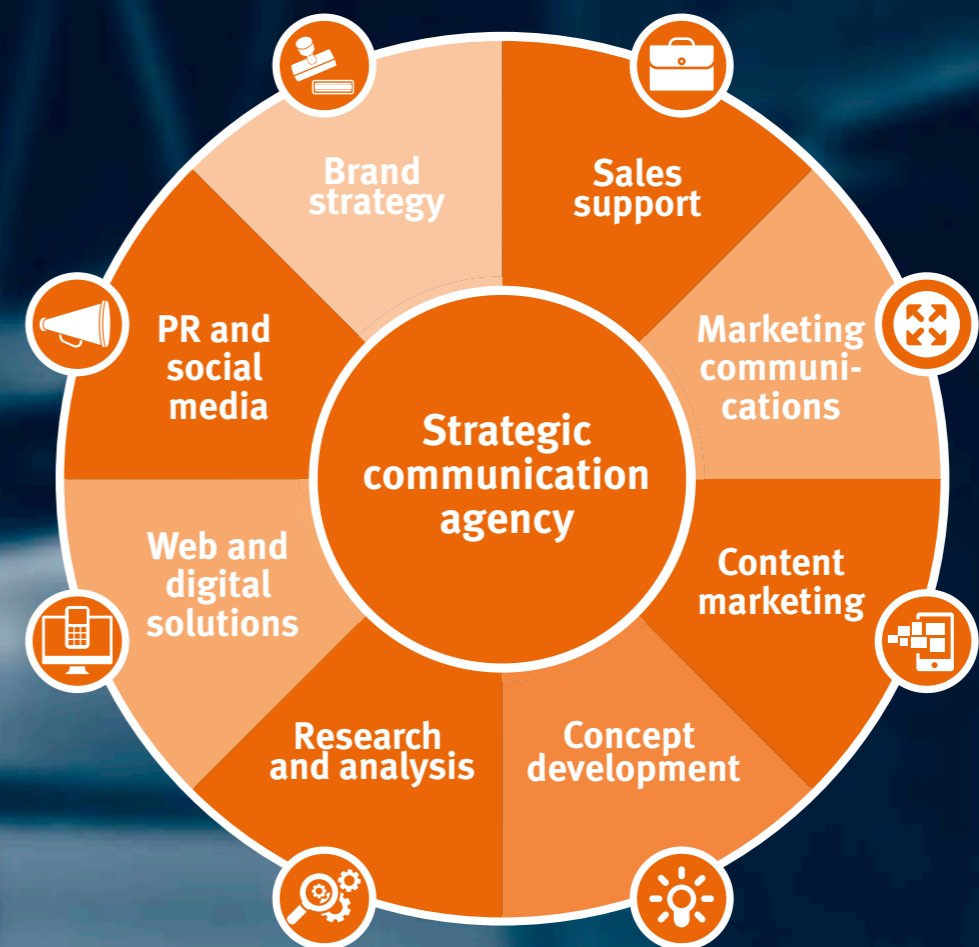 Brand
strategy
Sales
support
Marketing
communi-
cations
Content
marketing
Concept
development
Research
and analysis
Web and
digital
solutions
PR and
social
media
Strategic
communication
agency